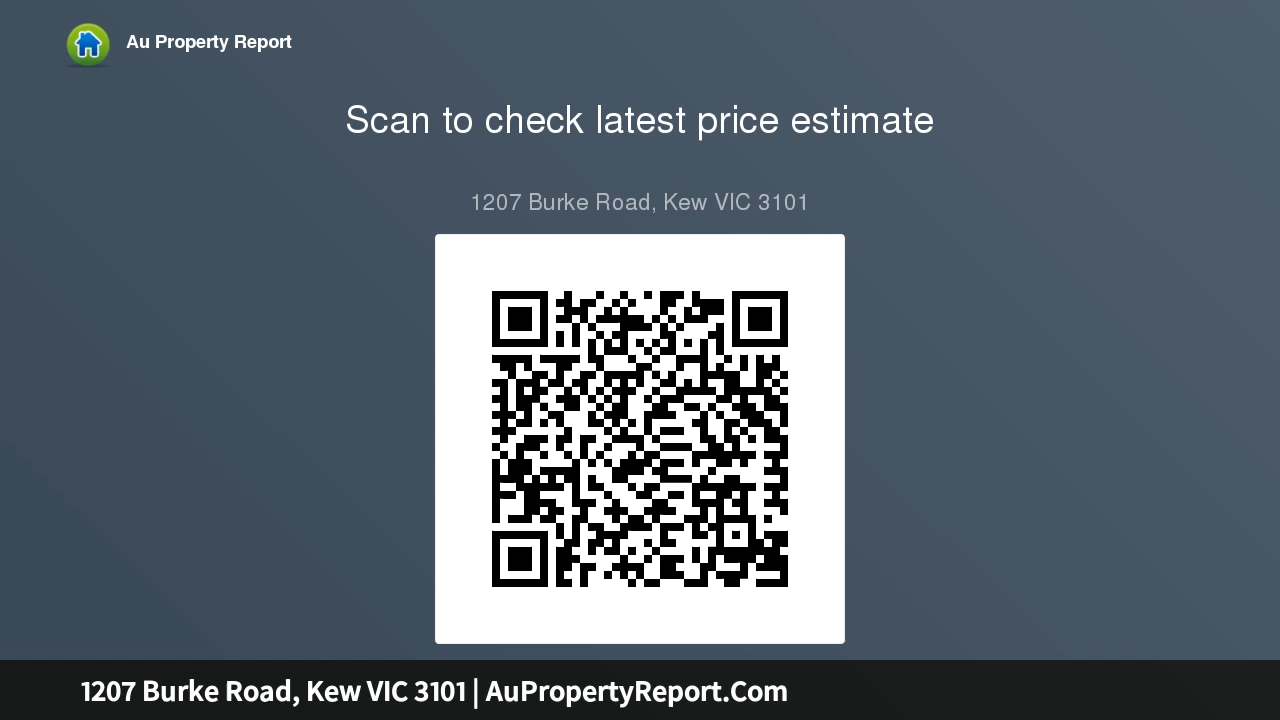 Au Property Report
Scan to check latest price estimate
1207 Burke Road, Kew VIC 3101
1207 Burke Road, Kew VIC 3101 | AuPropertyReport.Com